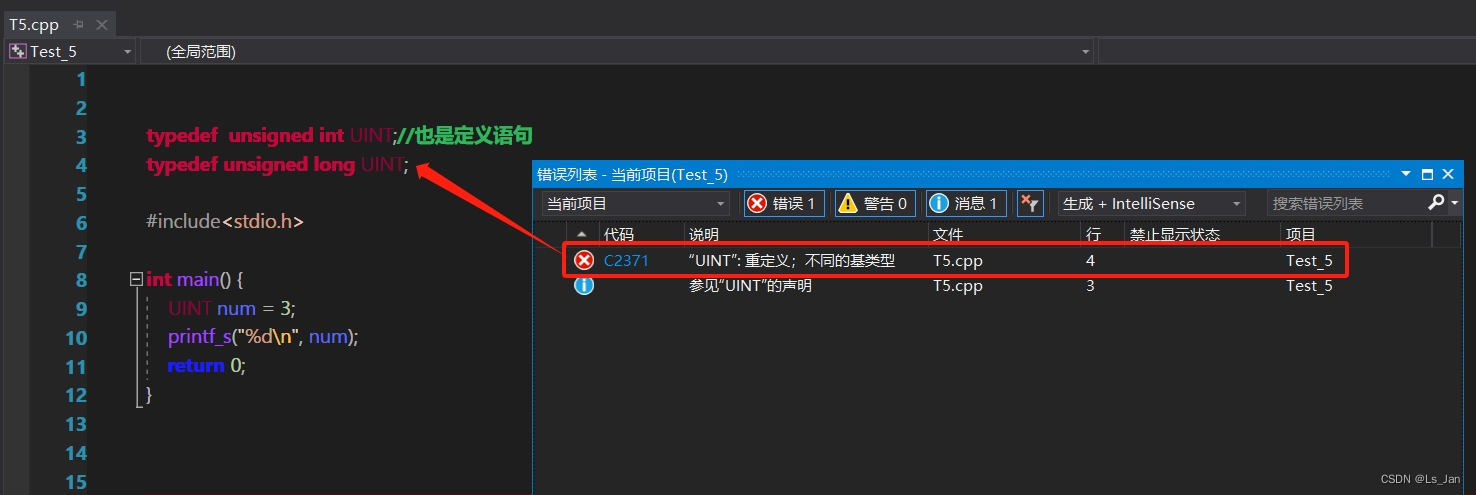 T5.cpp
Test_5
(全局范围)
1
2
3 typedef  unsigned int UINT;//也是定义语句
4 typedef unsigned long UINT;
5
6 #include<stdio.h>
7
8 int main() {
9 UINT num = 3;
10 printf_s("%d\n", num);
11 return 0;
12 }
13
14
15
错误列表 - 当前项目(Test_5)
当前项目 错误 1 警告 0 消息 1 生成 + IntelliSense 搜索错误列表
代码 说明 文件 行 禁止显示状态 项目
C2371 “UINT”: 重定义；不同的基类型 T5.cpp 4 Test_5
参见“UINT”的声明 T5.cpp 3 Test_5
CSDN @Ls_Jan